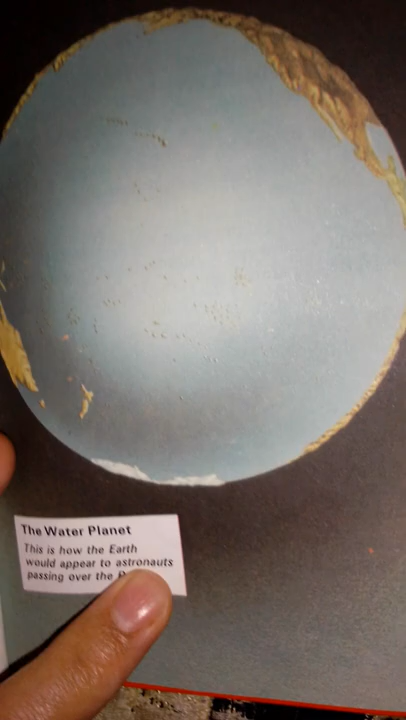 The Water Planet
This is how the Earth
would appear to astronauts
passing over the